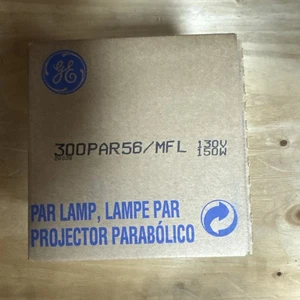 GE
300PAR56/MFL 130V
150W
PAR LAMP, LAMPE PAR
PROJECTOR PARABÓLICO